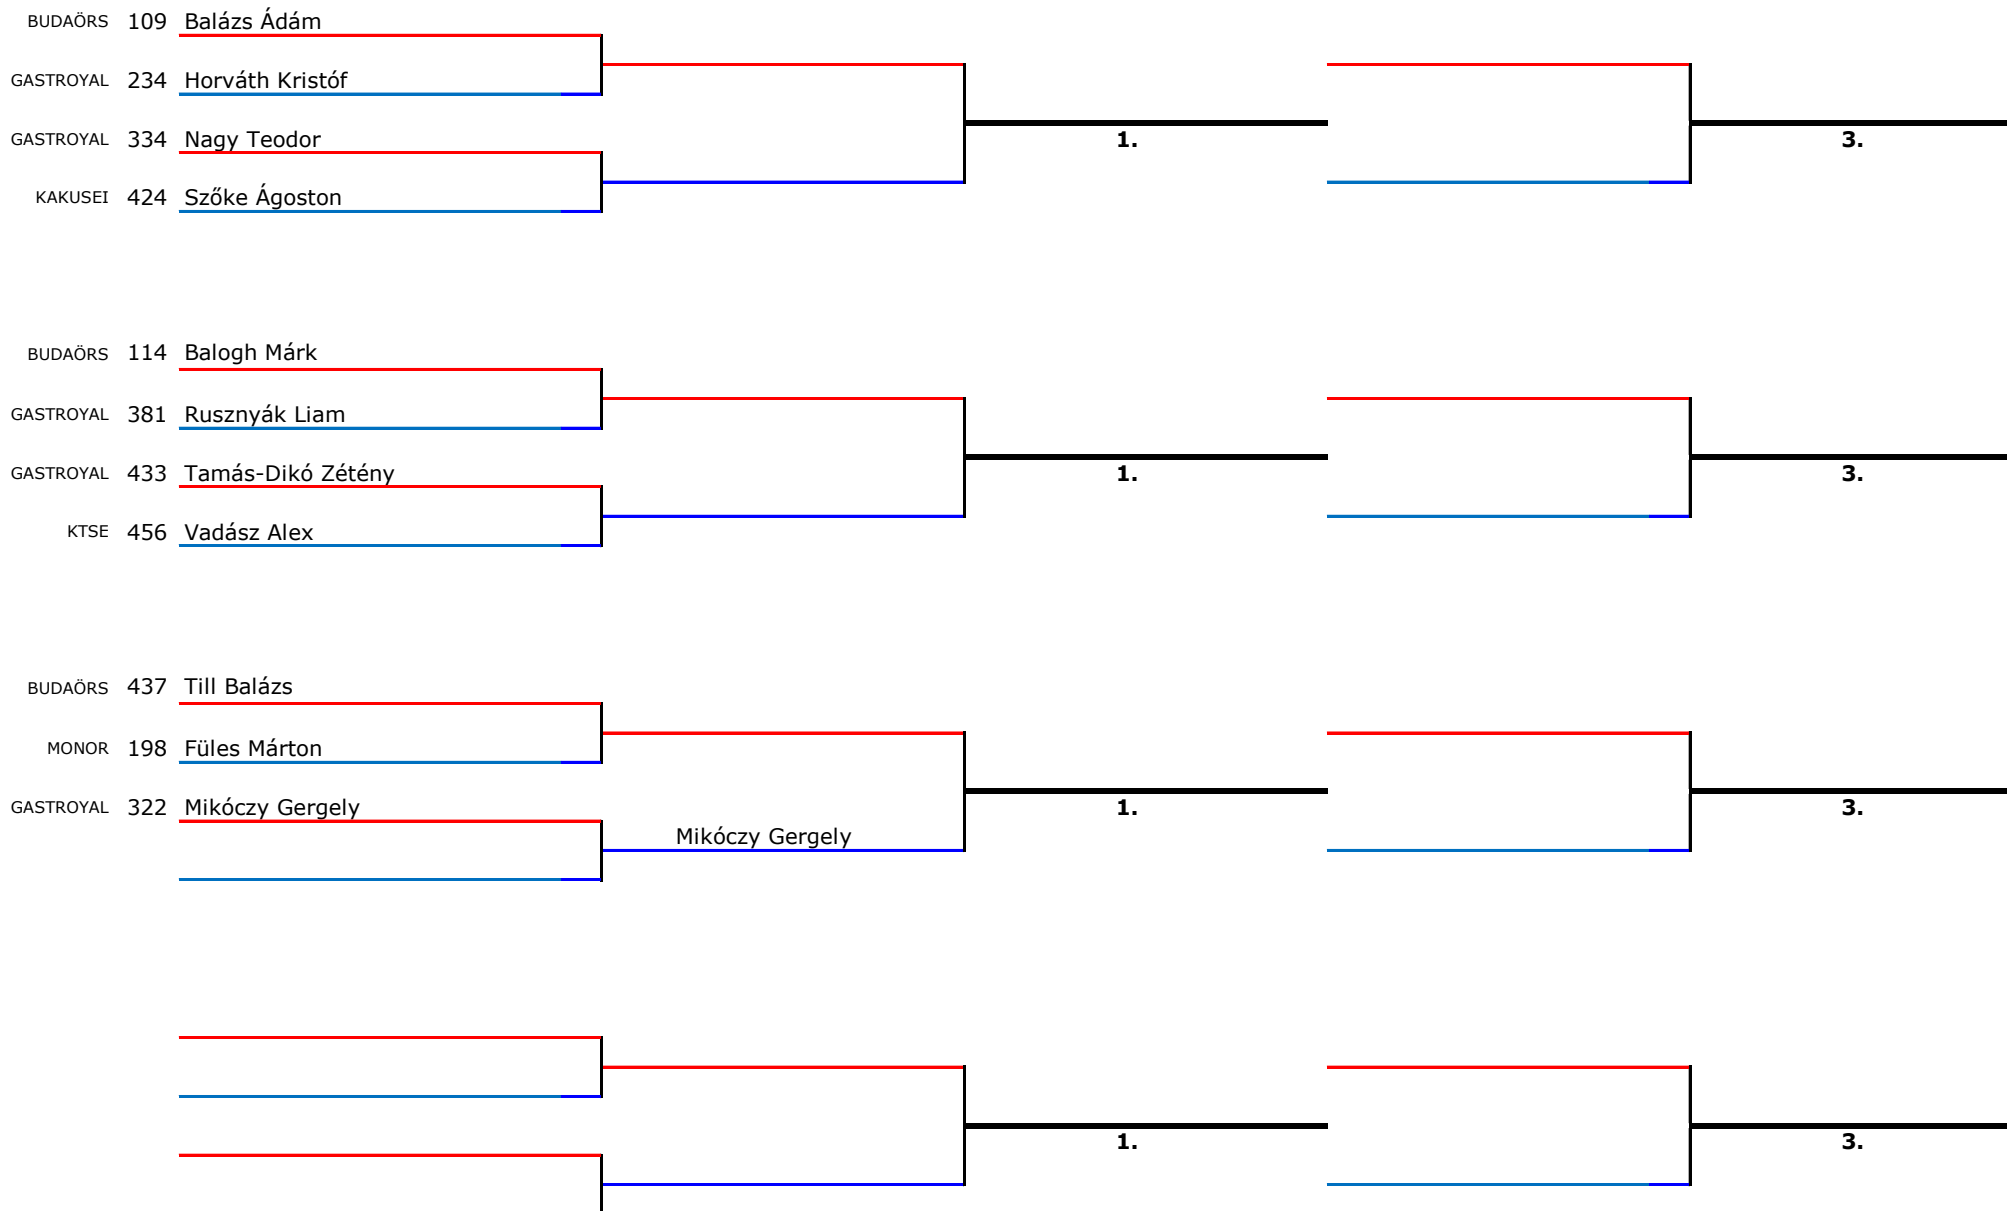 BUDAÖRS 109 Balázs Ádám
GASTROYAL 234 Horváth Kristóf
GASTROYAL 334 Nagy Teodor 1. 3.
KAKUSEI 424 Szőke Ágoston
BUDAÖRS 114 Balogh Márk
GASTROYAL 381 Rusznyák Liam
GASTROYAL 433 Tamás-Dikó Zétény 1. 3.
KTSE 456 Vadász Alex
BUDAÖRS 437 Till Balázs
MONOR 198 Füles Márton
GASTROYAL 322 Mikóczy Gergely 1. 3.
Mikóczy Gergely
1. 3.